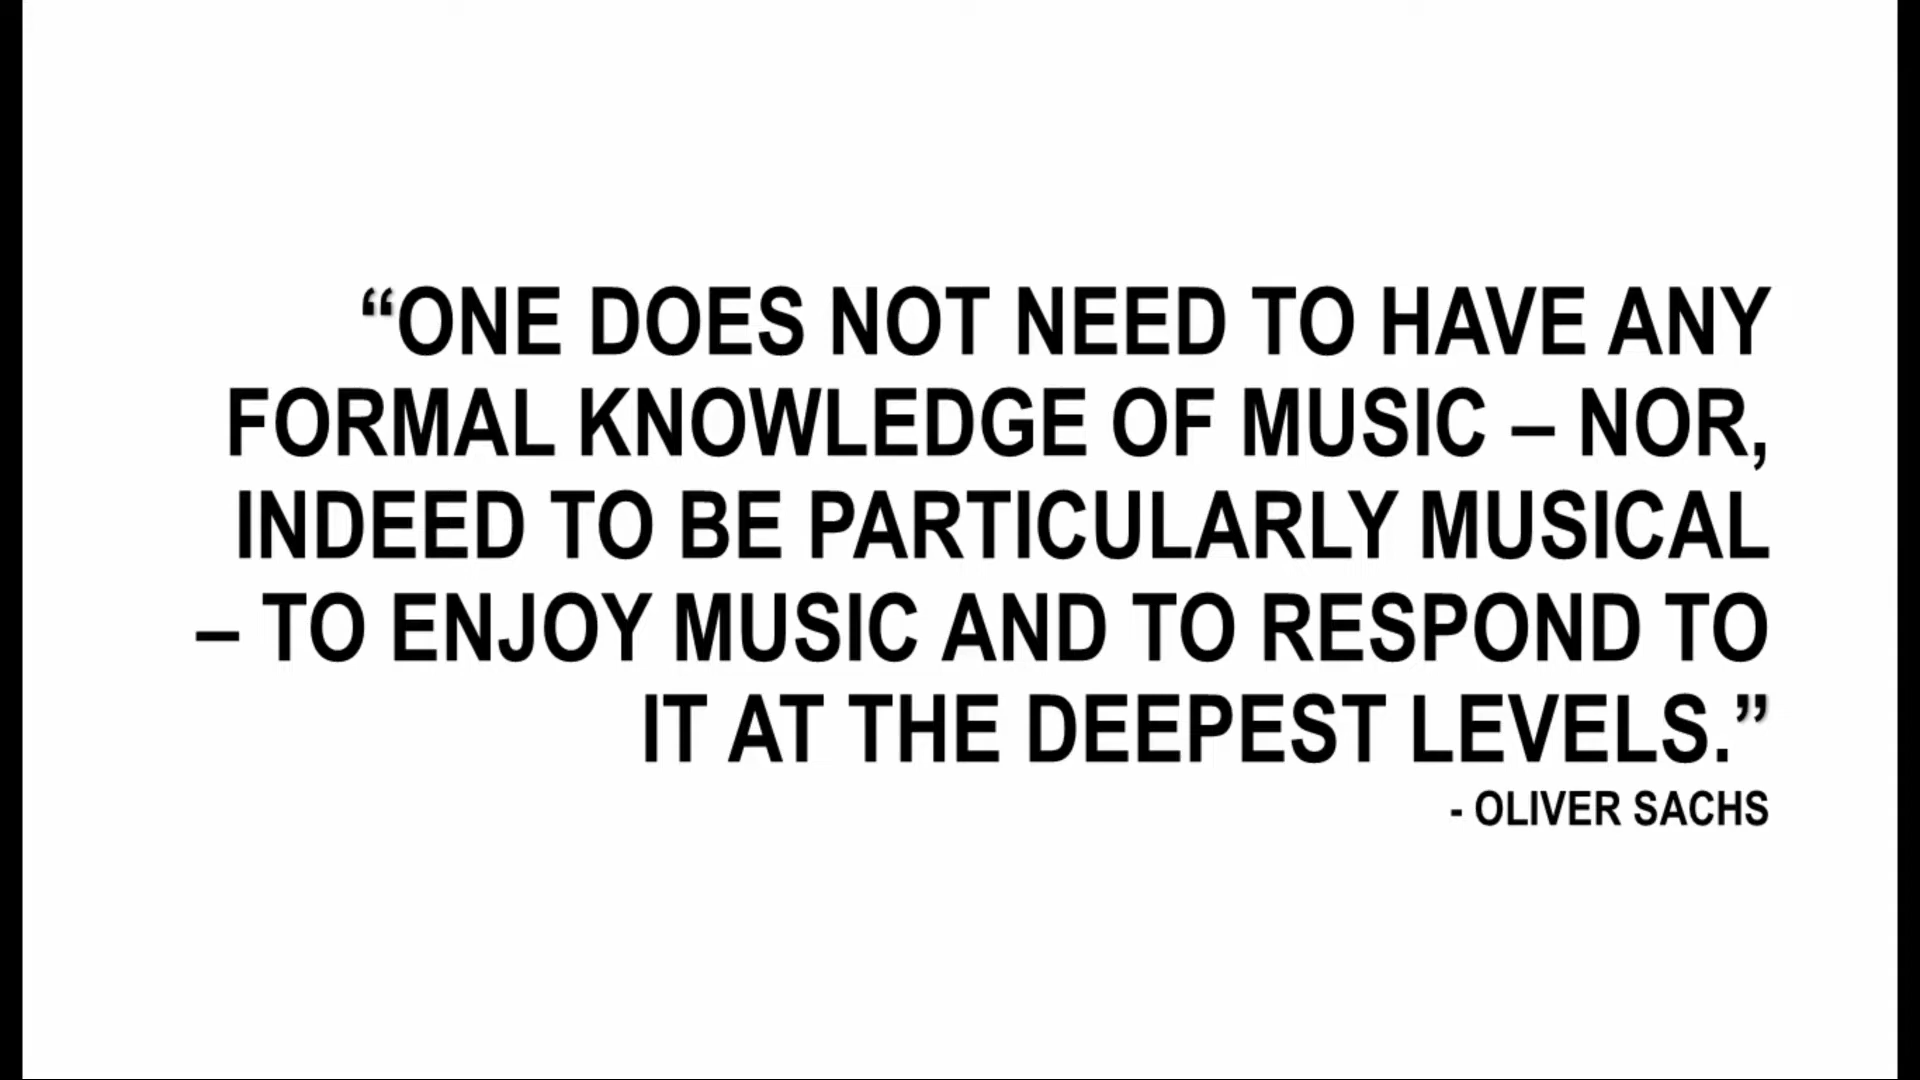 “ONE DOES NOT NEED TO HAVE ANY
FORMAL KNOWLEDGE OF MUSIC – NOR,
INDEED TO BE PARTICULARLY MUSICAL
– TO ENJOY MUSIC AND TO RESPOND TO
IT AT THE DEEPEST LEVELS.”
- OLIVER SACHS